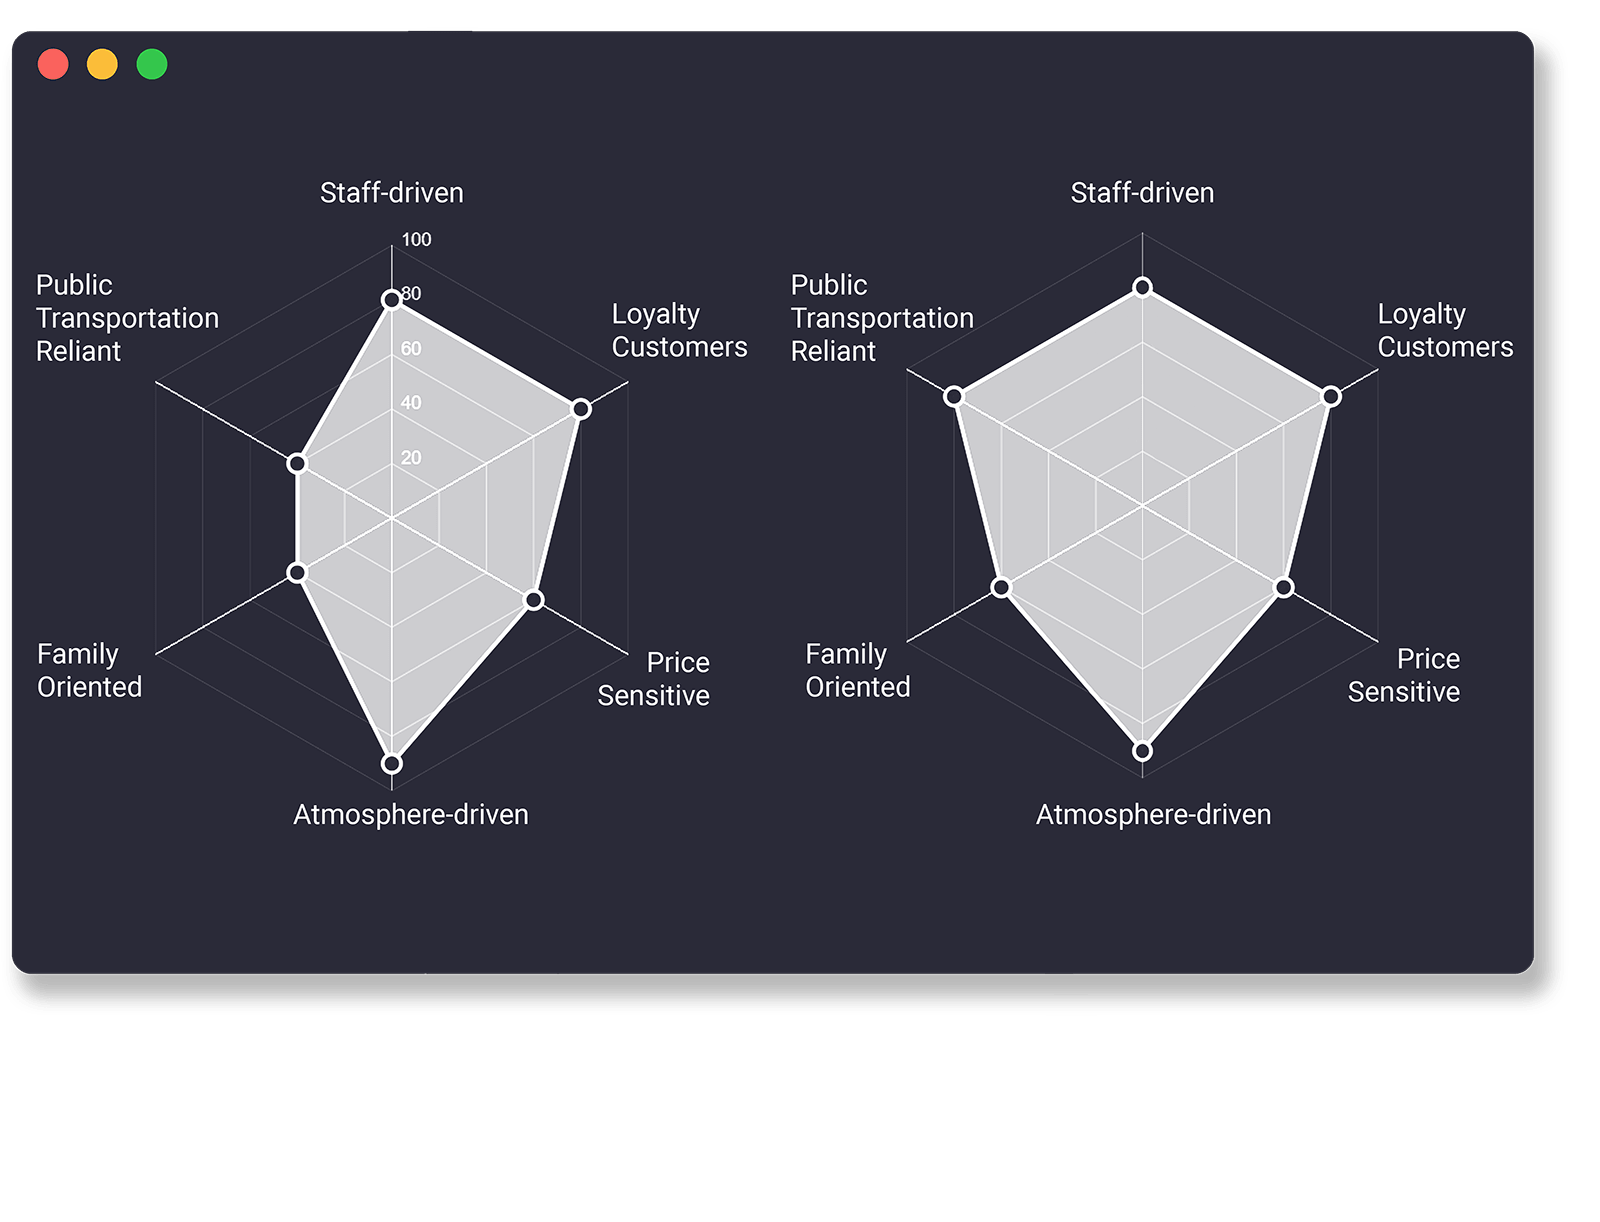 Staff-driven
100
80
60
40
20
Public
Transportation
Reliant
Loyalty
Customers
Family
Oriented
Price
Sensitive
Atmosphere-driven
Staff-driven
Public
Transportation
Reliant
Loyalty
Customers
Family
Oriented
Price
Sensitive
Atmosphere-driven